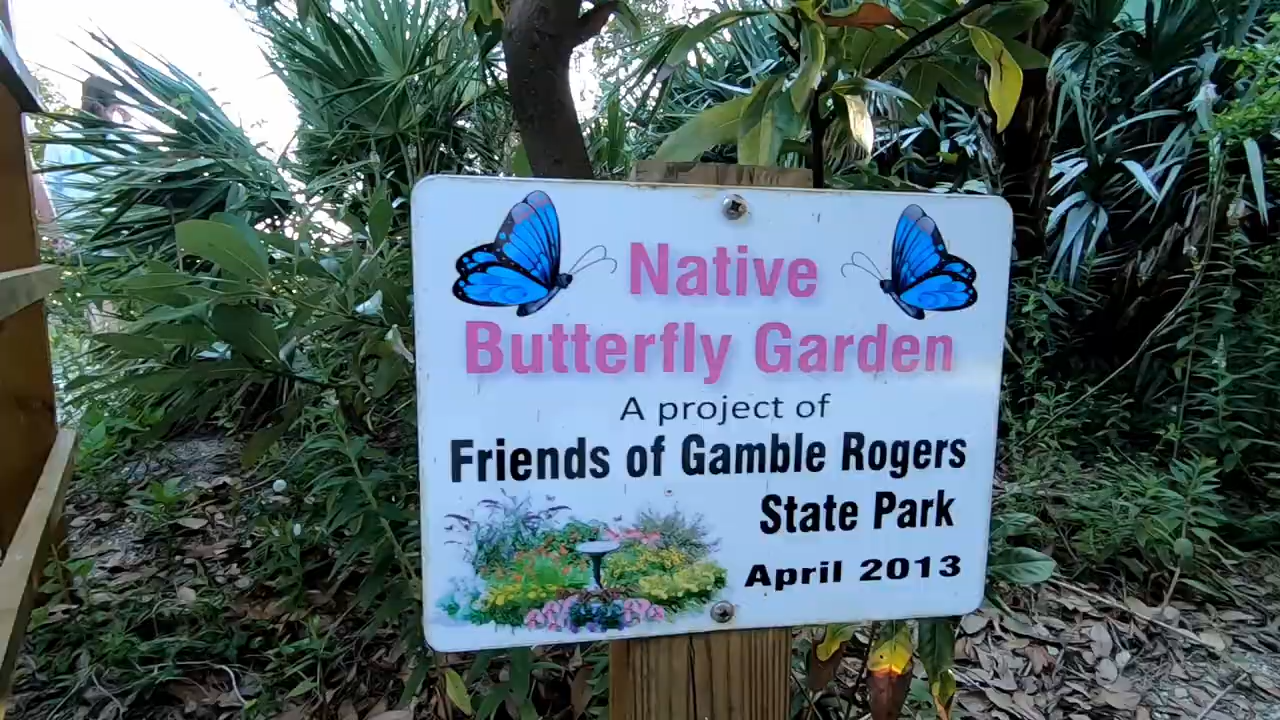 Native
Butterfly Garden
A project of
Friends of Gamble Rogers
State Park
April 2013